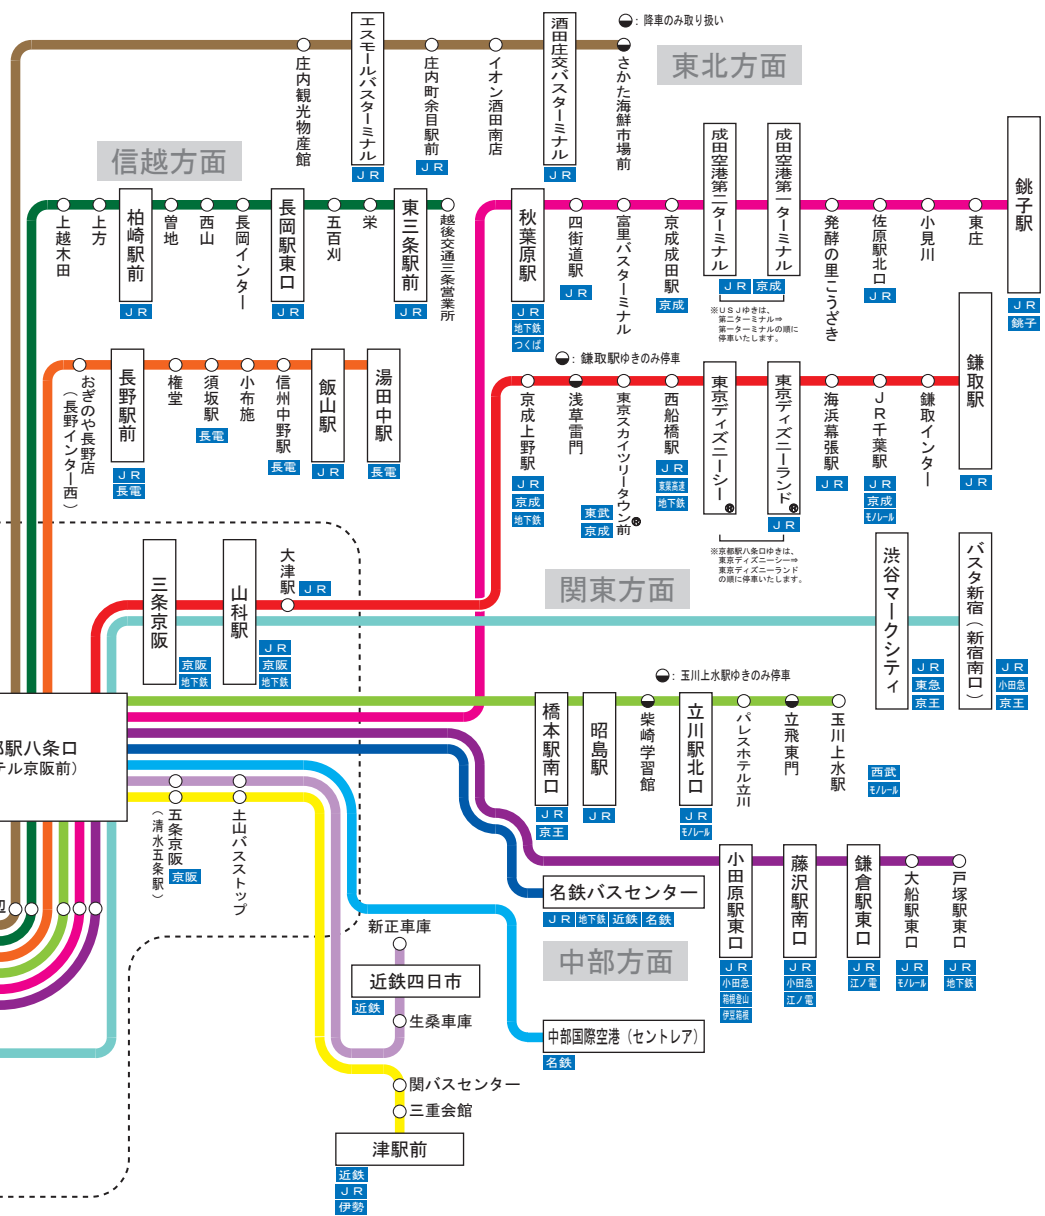 ：降車のみ取り扱い
東北方面
庄内観光物産館
エスモールバスターミナル
ＪＲ
庄内町余目駅前
ＪＲ
イオン酒田南店
酒田庄交バスターミナル
ＪＲ
さかた海鮮市場前
信越方面
上越木田
上方
柏崎駅前
ＪＲ
曽地
西山
長岡インター
長岡駅東口
ＪＲ
五百刈
栄
東三条駅前
ＪＲ
越後交通三条営業所
秋葉原駅
ＪＲ
地下鉄
つくば
四街道駅
ＪＲ
富里バスターミナル
京成成田駅
京成
成田空港第二ターミナル
成田空港第一ターミナル
ＪＲ
京成
※ＵＳＪゆきは、
第二ターミナル⇒
第一ターミナルの順に
停車いたします。
発酵の里こうざき
佐原駅北口
ＪＲ
小見川
東庄
銚子駅
ＪＲ
銚子
おぎのや長野店
（長野インター西）
長野駅前
ＪＲ
長電
権堂
須坂駅
長電
小布施
信州中野駅
長電
飯山駅
ＪＲ
湯田中駅
長電
：鎌取駅ゆきのみ停車
京成上野駅
ＪＲ
京成
地下鉄
浅草雷門
東京スカイツリータウン前®
東武
京成
西船橋駅
ＪＲ
東葉高速
地下鉄
東京ディズニーシー®
東京ディズニーランド®
ＪＲ
※京都駅八条口ゆきは、
東京ディズニーシー⇒
東京ディズニーランド
の順に停車いたします。
海浜幕張駅
ＪＲ
ＪＲ千葉駅
ＪＲ
京成
モノレール
鎌取インター
鎌取駅
ＪＲ
関東方面
三条京阪
京阪
地下鉄
山科駅
ＪＲ
京阪
地下鉄
大津駅
ＪＲ
渋谷マークシティ
ＪＲ
東急
京王
バスタ新宿（新宿南口）
ＪＲ
小田急
京王
：玉川上水駅ゆきのみ停車
都駅八条口
テル京阪前）
橋本駅南口
ＪＲ
京王
昭島駅
ＪＲ
柴崎学習館
立川駅北口
ＪＲ
モノレール
パレスホテル立川
立飛東門
玉川上水駅
西武
モノレール
五条京阪
（清水五条駅）
京阪
土山バスストップ
小田原駅東口
ＪＲ
小田急
箱根登山
伊豆箱根
藤沢駅南口
ＪＲ
小田急
江ノ電
鎌倉駅東口
ＪＲ
江ノ電
大船駅東口
ＪＲ
モノレール
戸塚駅東口
ＪＲ
地下鉄
名鉄バスセンター
ＪＲ
地下鉄
近鉄
名鉄
中部方面
新正車庫
近鉄四日市
近鉄
生桑車庫
中部国際空港（セントレア）
名鉄
関バスセンター
三重会館
津駅前
近鉄
ＪＲ
伊勢